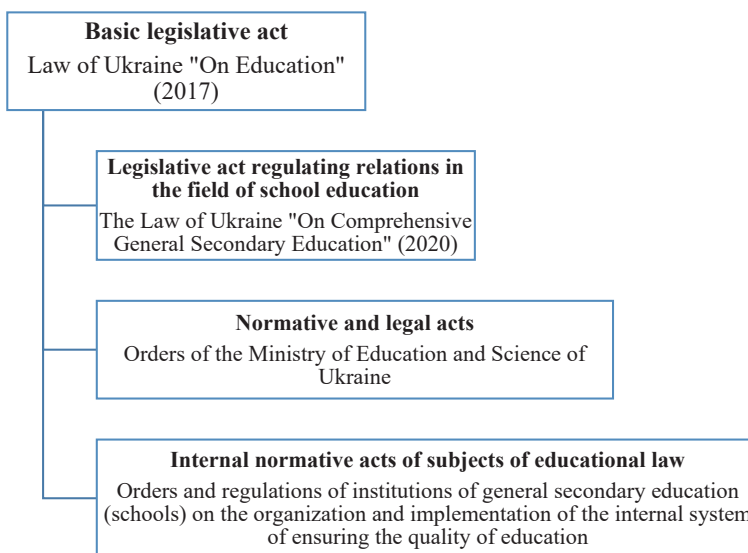 Basic legislative act
Law of Ukraine "On Education"
(2017)
Legislative act regulating relations in
the field of school education
The Law of Ukraine "On Comprehensive
General Secondary Education" (2020)
Normative and legal acts
Orders of the Ministry of Education and Science of
Ukraine
Internal normative acts of subjects of educational law
Orders and regulations of institutions of general secondary education
(schools) on the organization and implementation of the internal system
of ensuring the quality of education